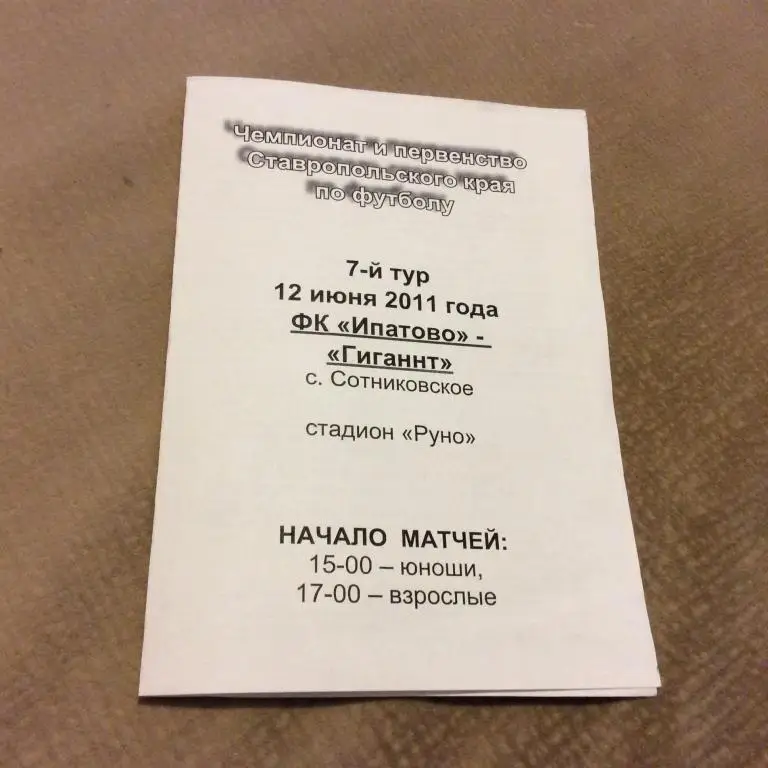 Чемпионат и первенство
Ставропольского края
по футболу
7-й тур
12 июня 2011 года
ФК «Ипатово» -
«Гиганнт»
с. Сотниковское
стадион «Руно»
НАЧАЛО МАТЧЕЙ:
15-00 – юноши,
17-00 – взрослые